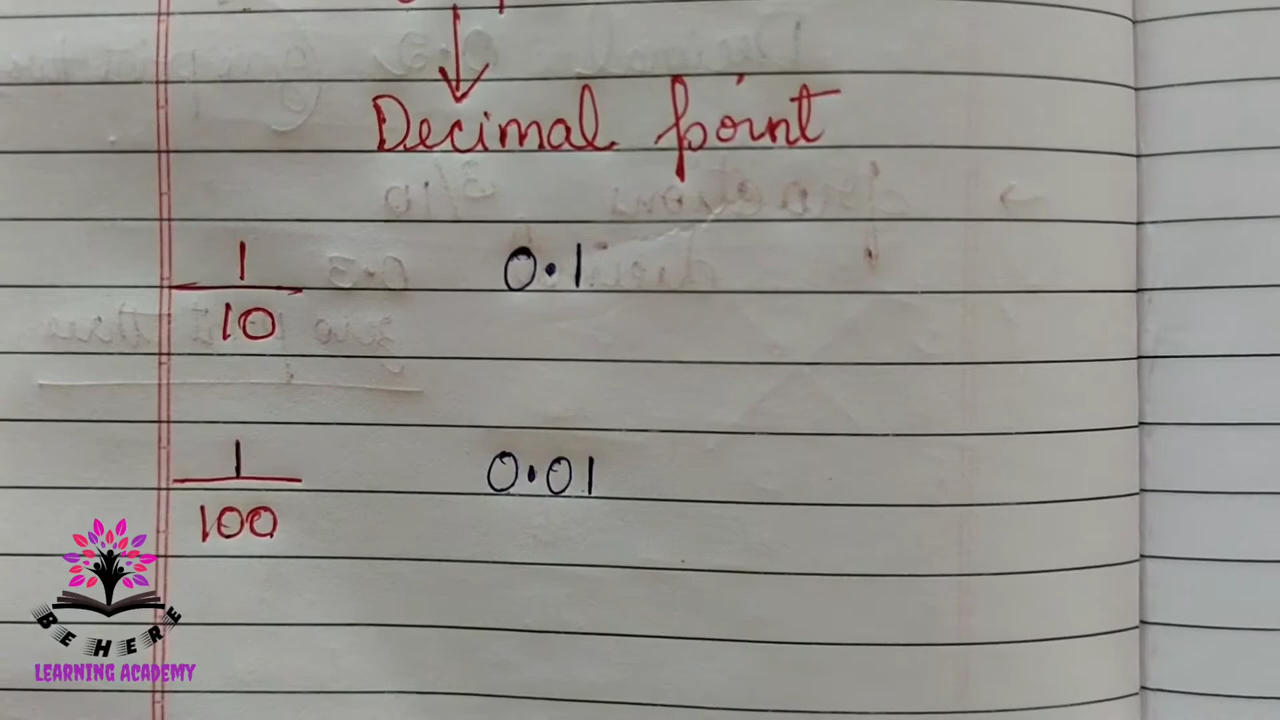 Decimal point
1/10 0.1
1/100 0.01
BE HERE
LEARNING ACADEMY